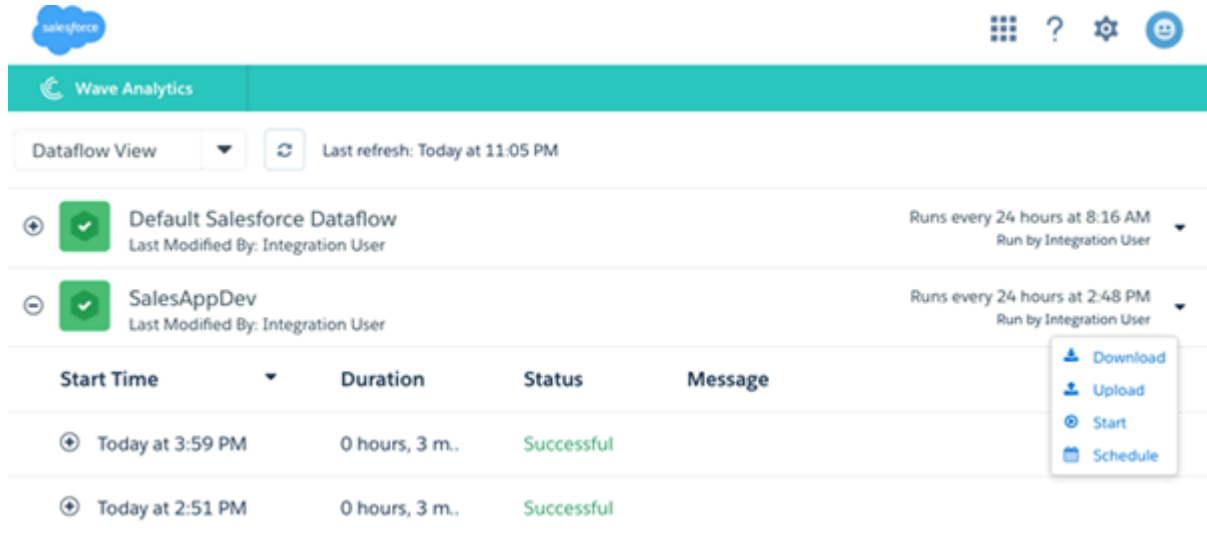 salesforce
?
Wave Analytics
Dataflow View
Last refresh: Today at 11:05 PM
Default Salesforce Dataflow
Runs every 24 hours at 8:16 AM
Last Modified By: Integration User
Run by Integration User
SalesAppDev
Runs every 24 hours at 2:48 PM
Last Modified By: Integration User
Run by Integration User
Download
Upload
Start
Schedule
Start Time Duration Status Message
Today at 3:59 PM 0 hours, 3 m.. Successful
Today at 2:51 PM 0 hours, 3 m.. Successful